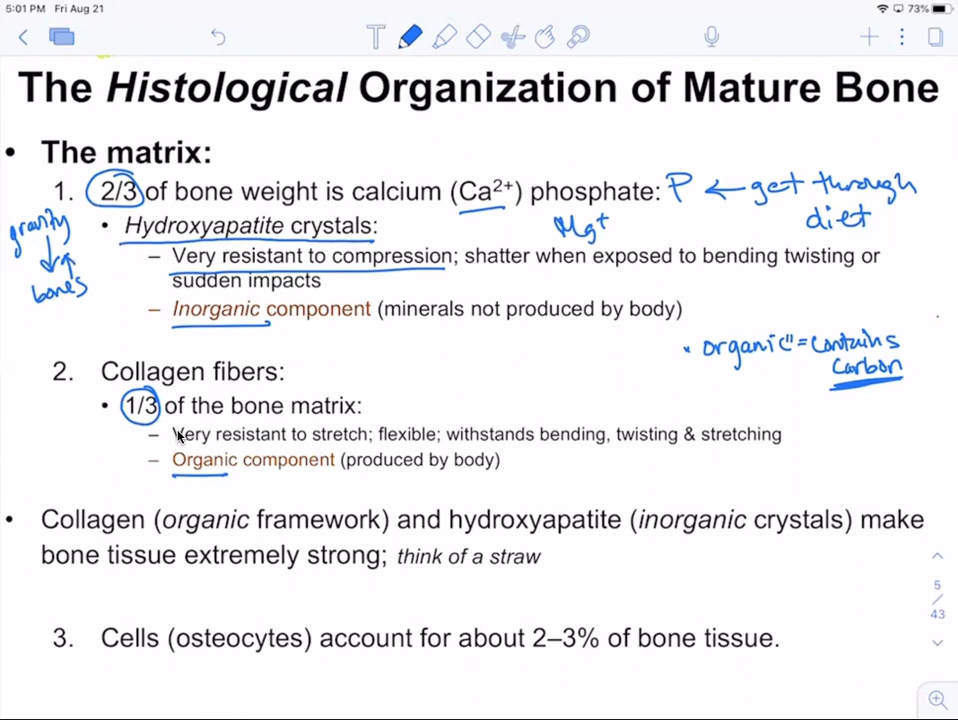 5:01 PM Fri Aug 21
73%
The Histological Organization of Mature Bone
• The matrix:
1. 2/3 of bone weight is calcium (Ca²⁺) phosphate: P ← get through
diet
Mg⁺
• Hydroxyapatite crystals:
gravity
bones
– Very resistant to compression; shatter when exposed to bending twisting or
sudden impacts
– Inorganic component (minerals not produced by body)
"organic" = contains
carbon
2. Collagen fibers:
• 1/3 of the bone matrix:
– Very resistant to stretch; flexible; withstands bending, twisting & stretching
– Organic component (produced by body)
• Collagen (organic framework) and hydroxyapatite (inorganic crystals) make
bone tissue extremely strong; think of a straw
5
/
43
3. Cells (osteocytes) account for about 2–3% of bone tissue.